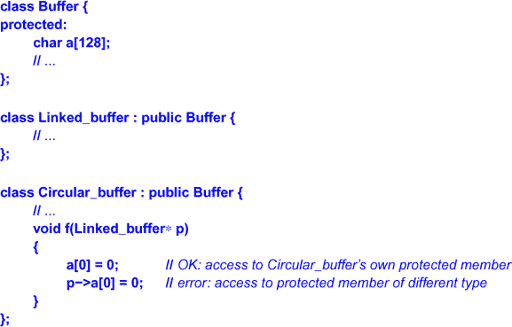 class Buffer {
protected:
char a[128];
// ...
};
class Linked_buffer : public Buffer {
// ...
};
class Circular_buffer : public Buffer {
// ...
void f(Linked_buffer* p)
{
a[0] = 0; // OK: access to Circular_buffer’s own protected member
p−>a[0] = 0; // error: access to protected member of different type
}
};